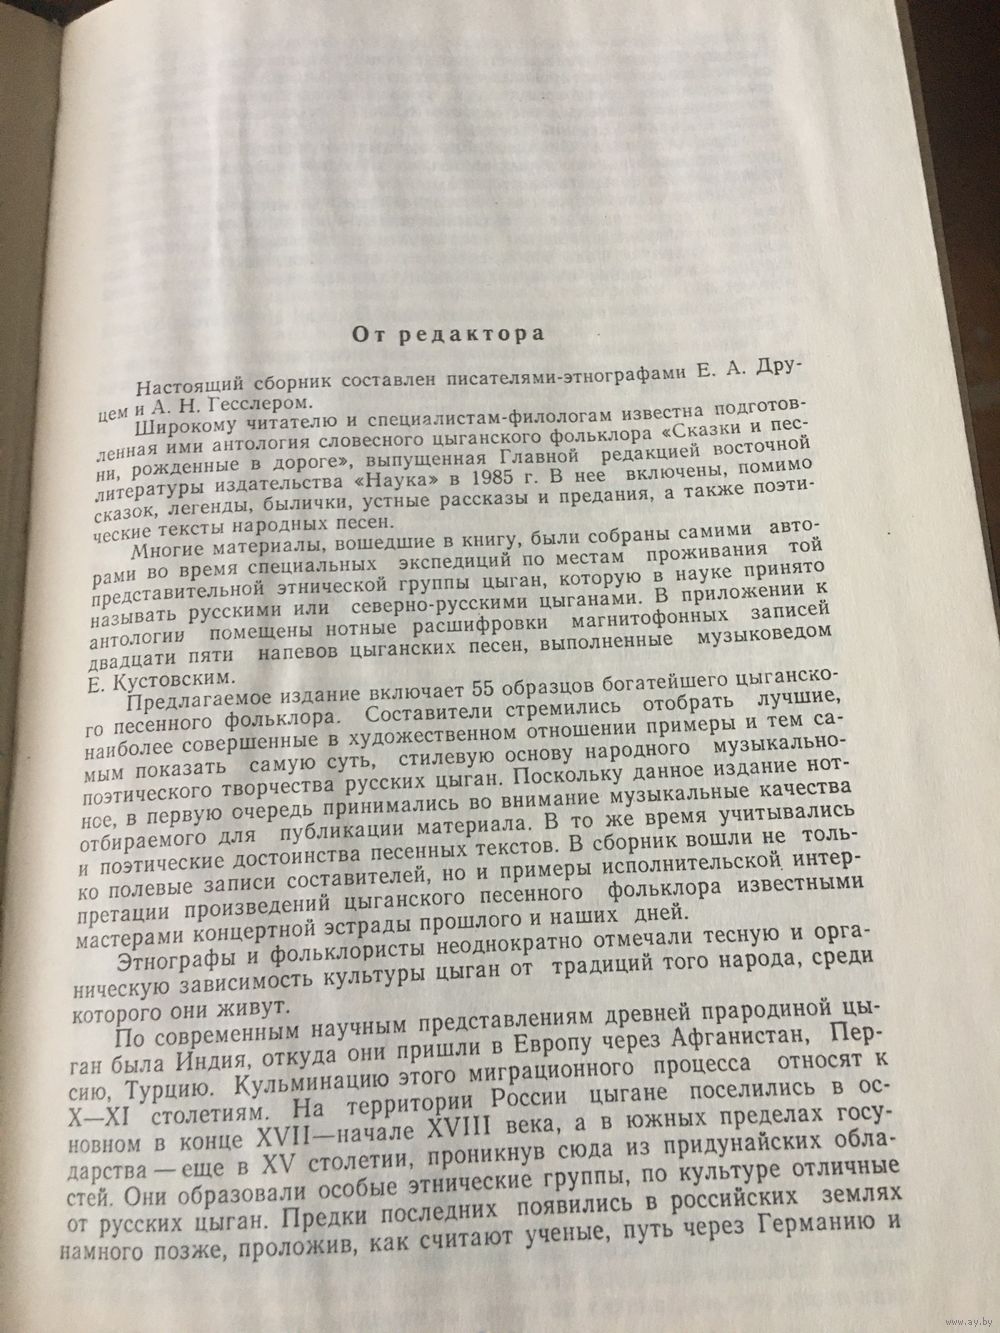 От редактора
Настоящий сборник составлен писателями-этнографами Е. А. Дру-
цем и А. Н. Гесслером.
Широкому читателю и специалистам-филологам известна подготов-
ленная ими антология словесного цыганского фольклора «Сказки и пес-
ни, рожденные в дороге», выпущенная Главной редакцией восточной
литературы издательства «Наука» в 1985 г. В нее включены, помимо
сказок, легенды, былички, устные рассказы и предания, а также поэти-
ческие тексты народных песен.
Многие материалы, вошедшие в книгу, были собраны самими авто-
рами во время специальных экспедиций по местам проживания той
представительной этнической группы цыган, которую в науке принято
называть русскими или северно-русскими цыганами. В приложении к
антологии помещены нотные расшифровки магнитофонных записей
двадцати пяти напевов цыганских песен, выполненные музыковедом
Е. Кустовским.
Предлагаемое издание включает 55 образцов богатейшего цыганско-
го песенного фольклора. Составители стремились отобрать лучшие,
наиболее совершенные в художественном отношении примеры и тем са-
мым показать самую суть, стилевую основу народного музыкально-
поэтического творчества русских цыган. Поскольку данное издание нот-
ное, в первую очередь принимались во внимание музыкальные качества
отбираемого для публикации материала. В то же время учитывались
и поэтические достоинства песенных текстов. В сборник вошли не толь-
ко полевые записи составителей, но и примеры исполнительской интер-
претации произведений цыганского песенного фольклора известными
мастерами концертной эстрады прошлого и наших дней.
Этнографы и фольклористы неоднократно отмечали тесную и орга-
ническую зависимость культуры цыган от традиций того народа, среди
которого они живут.
По современным научным представлениям древней прародиной цы-
ган была Индия, откуда они пришли в Европу через Афганистан, Пер-
сию, Турцию. Кульминацию этого миграционного процесса относят к
X—XI столетиям. На территории России цыгане поселились в ос-
новном в конце XVII—начале XVIII века, а в южных пределах госу-
дарства — еще в XV столетии, проникнув сюда из придунайских обла-
стей. Они образовали особые этнические группы, по культуре отличные
от русских цыган. Предки последних появились в российских землях
намного позже, проложив, как считают ученые, путь через Германию и
www.ay.by